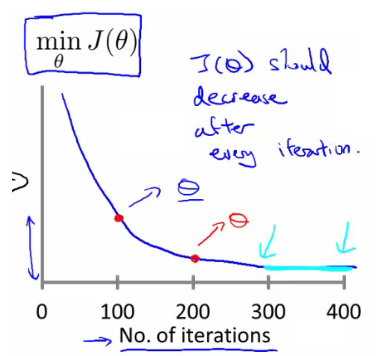 min J(θ)
θ
J(θ) should
decrease
after
every iteration.
θ
θ
0 100 200 300 400
No. of iterations